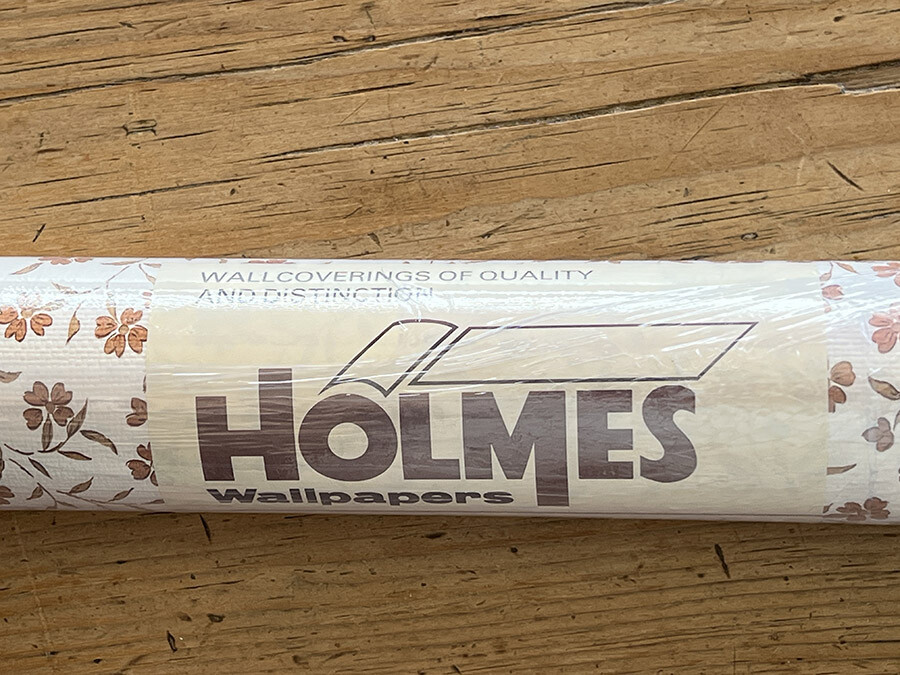 WALLCOVERINGS OF QUALITY
AND DISTINCTION
HOLMES
Wallpapers